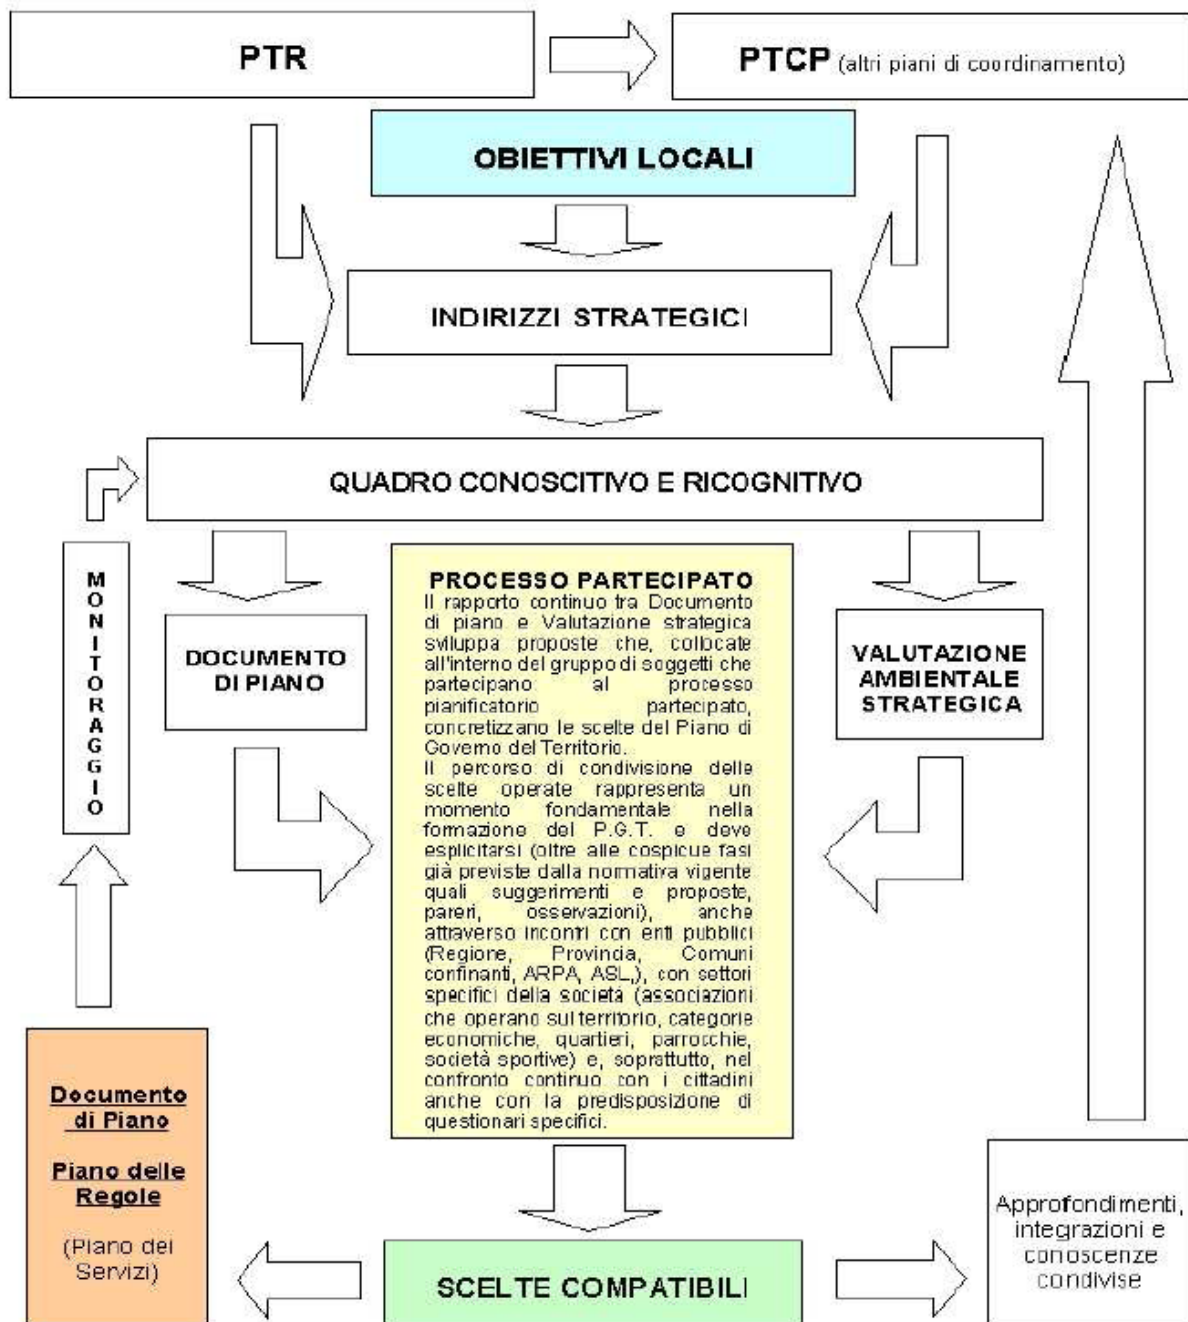 PTR
PTCP (altri piani di coordinamento)
OBIETTIVI LOCALI
INDIRIZZI STRATEGICI
QUADRO CONOSCITIVO E RICOGNITIVO
MONITORAGGIO
DOCUMENTO
DI PIANO
PROCESSO PARTECIPATO
Il rapporto continuo tra Documento
di piano e Valutazione strategica
sviluppa proposte che, collocate
all'interno del gruppo di soggetti che
partecipano al processo
pianificatorio partecipato,
concretizzano le scelte del Piano di
Governo del Territorio.
Il percorso di condivisione delle
scelte operate rappresenta un
momento fondamentale nella
formazione del P.G.T. e deve
esplicitarsi (oltre alle cospicue fasi
già previste dalla normativa vigente
quali suggerimenti e proposte,
pareri, osservazioni), anche
attraverso incontri con enti pubblici
(Regione, Provincia, Comuni
confinanti, ARPA, ASL,), con settori
specifici della società (associazioni
che operano sul territorio, categorie
economiche, quartieri, parrocchie,
società sportive) e, soprattutto, nel
confronto continuo con i cittadini
anche con la predisposizione di
questionari specifici.
VALUTAZIONE
AMBIENTALE
STRATEGICA
Documento
di Piano
Piano delle
Regole
(Piano dei
Servizi)
SCELTE COMPATIBILI
Approfondimenti,
integrazioni e
conoscenze
condivise